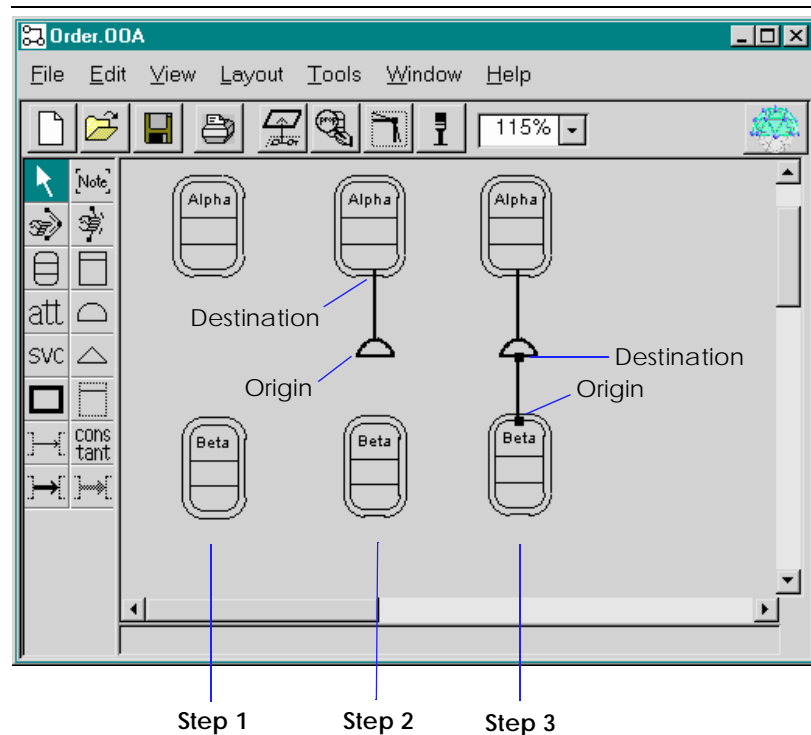 Order.OOA
File Edit View Layout Tools Window Help
115%
Note
att
svc
cons
tant
Alpha Alpha Alpha
Destination
Destination
Origin
Origin
Beta Beta Beta
Step 1 Step 2 Step 3